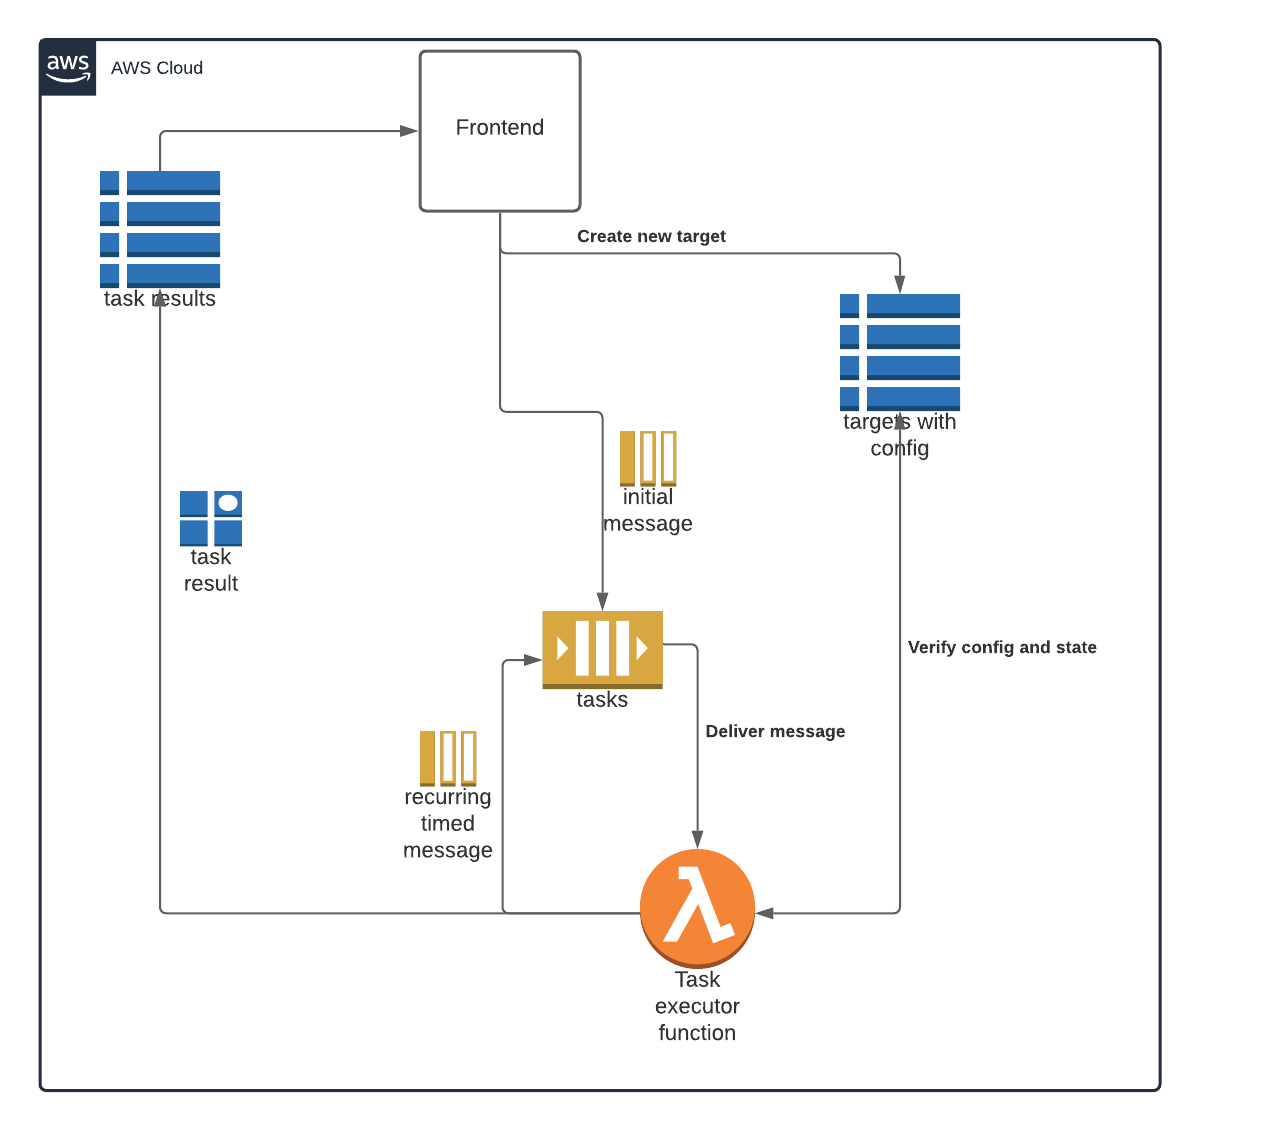 aws
AWS Cloud
Frontend
Create new target
task results
targets with
config
initial
message
task
result
Verify config and state
tasks
Deliver message
recurring
timed
message
Task
executor
function